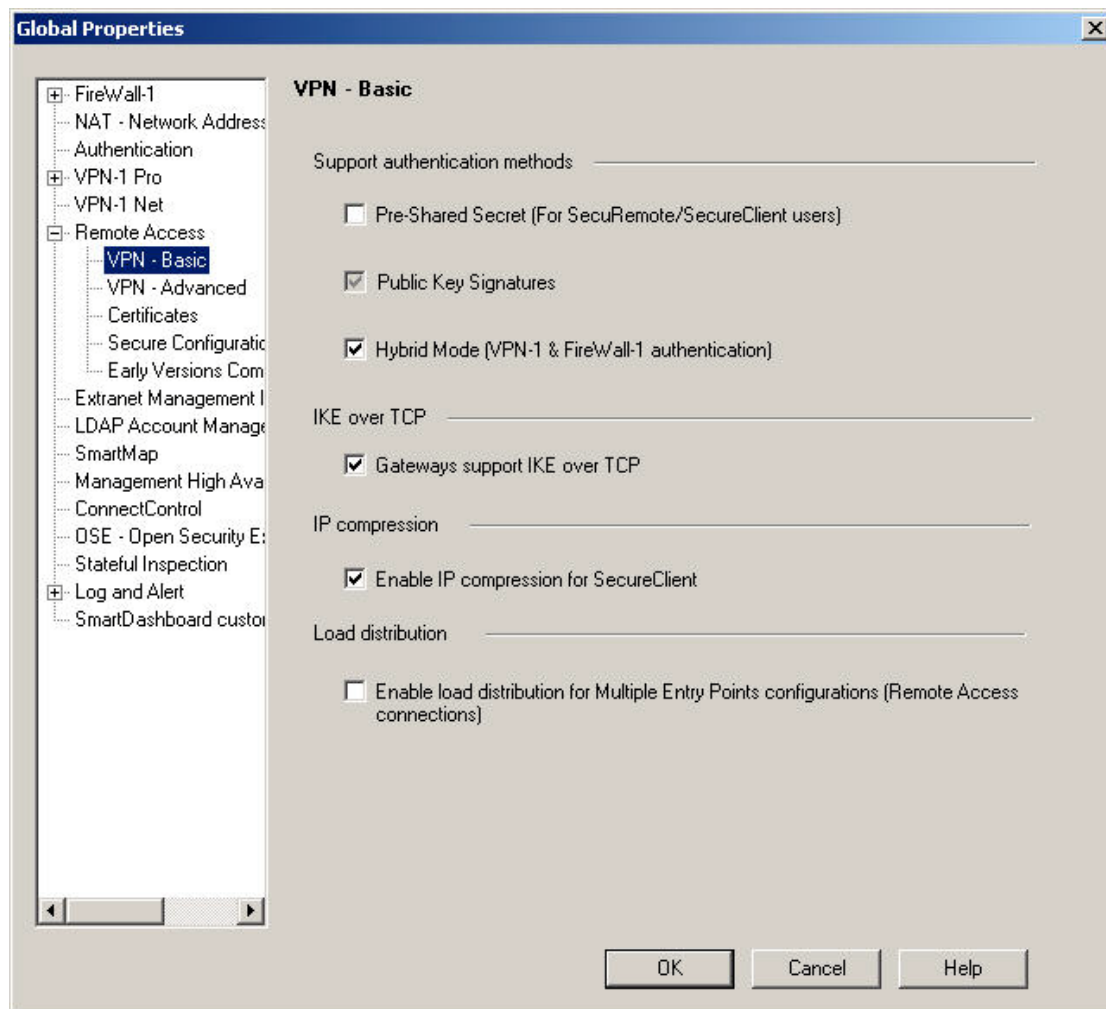 Global Properties
FireWall-1
NAT - Network Address
Authentication
VPN-1 Pro
VPN-1 Net
Remote Access
VPN - Basic
VPN - Advanced
Certificates
Secure Configuratic
Early Versions Com
Extranet Management I
LDAP Account Manage
SmartMap
Management High Ava
ConnectControl
OSE - Open Security E
Stateful Inspection
Log and Alert
SmartDashboard custo
VPN - Basic
Support authentication methods
Pre-Shared Secret (For SecuRemote/SecureClient users)
Public Key Signatures
Hybrid Mode (VPN-1 & FireWall-1 authentication)
IKE over TCP
Gateways support IKE over TCP
IP compression
Enable IP compression for SecureClient
Load distribution
Enable load distribution for Multiple Entry Points configurations (Remote Access
connections)
OK Cancel Help